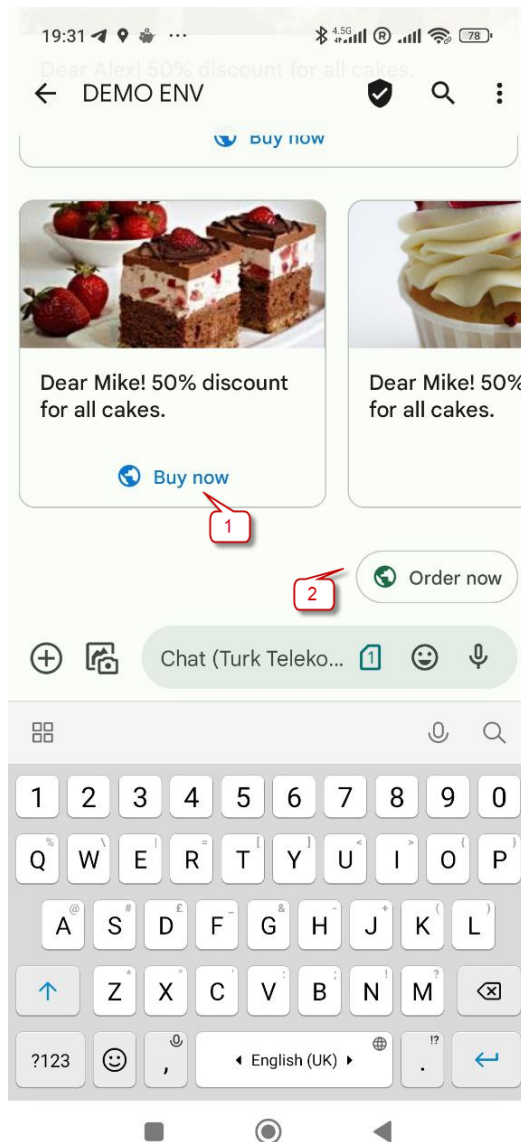 19:31 ... 4.5G R 78
Dear Alex! 50% discount for all cakes.
DEMO ENV
Buy now
Dear Mike! 50% discount
for all cakes.
Dear Mike! 50%
for all cakes.
Buy now
1
Order now
2
Chat (Turk Teleko... 1
1 2 3 4 5 6 7 8 9 0
Q % W \ E | R = T [ Y ] U < I > O { P }
A @ S # D £ F _ G & H - J + K ( L )
Z * X " C ' V : B ; N ! M ?
?123 , English (UK) . !?